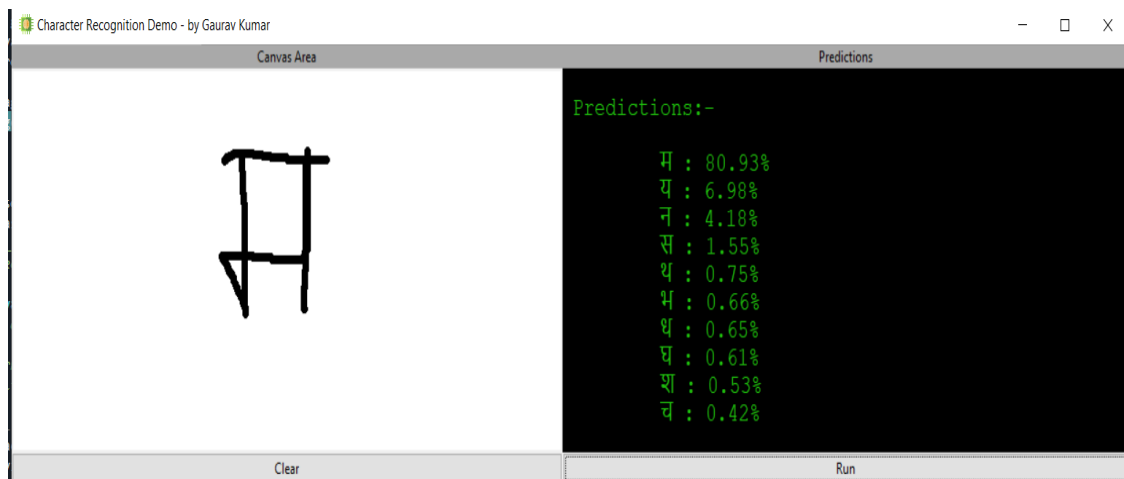 Character Recognition Demo - by Gaurav Kumar
Canvas Area
Predictions
म
Predictions:-
म : 80.93%
य : 6.98%
न : 4.18%
स : 1.55%
थ : 0.75%
भ : 0.66%
ध : 0.65%
घ : 0.61%
श : 0.53%
च : 0.42%
Clear
Run